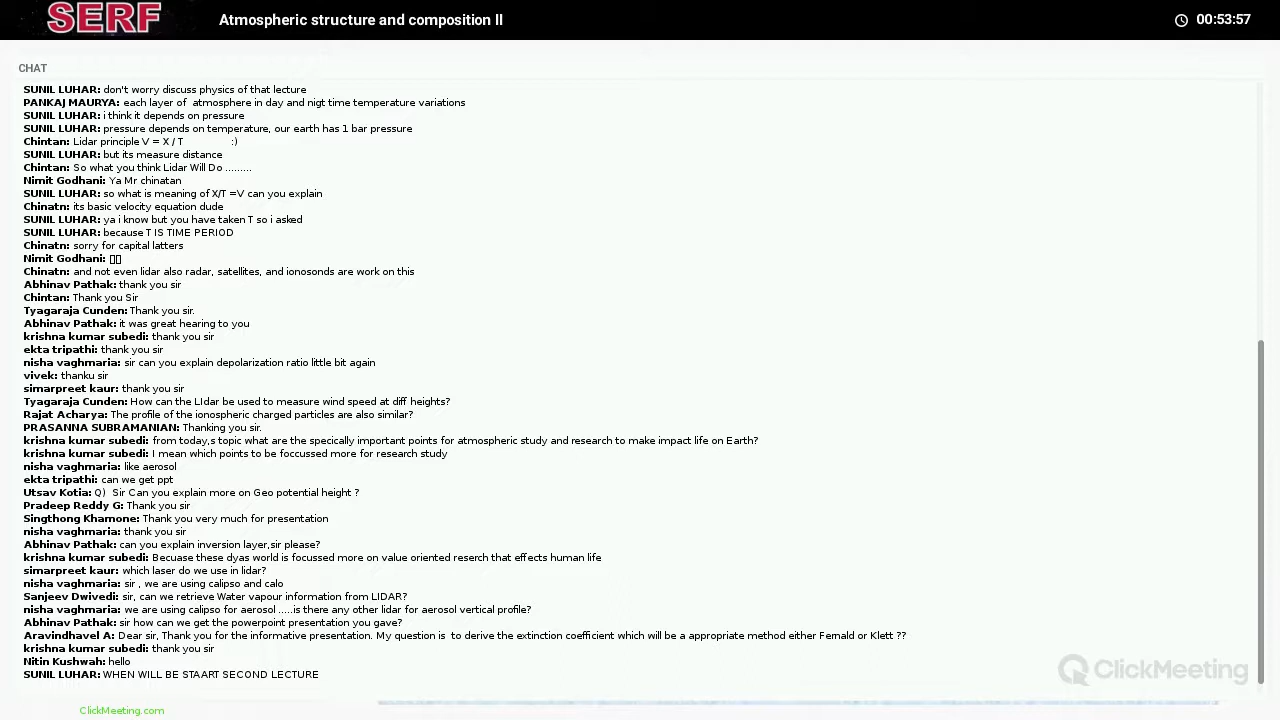 SERF
Atmospheric structure and composition II
00:53:57
CHAT
SUNIL LUHAR: don't worry discuss physics of that lecture
PANKAJ MAURYA: each layer of  atmosphere in day and nigt time temperature variations
SUNIL LUHAR: i think it depends on pressure
SUNIL LUHAR: pressure depends on temperature, our earth has 1 bar pressure
Chintan: Lidar principle V = X / T :)
SUNIL LUHAR: but its measure distance
Chintan: So what you think Lidar Will Do .........
Nimit Godhani: Ya Mr chinatan
SUNIL LUHAR: so what is meaning of X/T =V can you explain
Chinatn: its basic velocity equation dude
SUNIL LUHAR: ya i know but you have taken T so i asked
SUNIL LUHAR: because T IS TIME PERIOD
Chinatn: sorry for capital latters
Nimit Godhani: 
Chinatn: and not even lidar also radar, satellites, and ionosonds are work on this
Abhinav Pathak: thank you sir
Chintan: Thank you Sir
Tyagaraja Cunden: Thank you sir.
Abhinav Pathak: it was great hearing to you
krishna kumar subedi: thank you sir
ekta tripathi: thank you sir
nisha vaghmaria: sir can you explain depolarization ratio little bit again
vivek: thanku sir
simarpreet kaur: thank you sir
Tyagaraja Cunden: How can the LIdar be used to measure wind speed at diff heights?
Rajat Acharya: The profile of the ionospheric charged particles are also similar?
PRASANNA SUBRAMANIAN: Thanking you sir.
krishna kumar subedi: from today,s topic what are the specically important points for atmospheric study and research to make impact life on Earth?
krishna kumar subedi: I mean which points to be foccussed more for research study
nisha vaghmaria: like aerosol
ekta tripathi: can we get ppt
Utsav Kotia: Q)  Sir Can you explain more on Geo potential height ?
Pradeep Reddy G: Thank you sir
Singthong Khamone: Thank you very much for presentation
nisha vaghmaria: thank you sir
Abhinav Pathak: can you explain inversion layer,sir please?
krishna kumar subedi: Becuase these dyas world is focussed more on value oriented reserch that effects human life
simarpreet kaur: which laser do we use in lidar?
nisha vaghmaria: sir , we are using calipso and calo
Sanjeev Dwivedi: sir, can we retrieve Water vapour information from LIDAR?
nisha vaghmaria: we are using calipso for aerosol .....is there any other lidar for aerosol vertical profile?
Abhinav Pathak: sir how can we get the powerpoint presentation you gave?
Aravindhavel A: Dear sir, Thank you for the informative presentation. My question is  to derive the extinction coefficient which will be a appropriate method either Fernald or Klett ??
krishna kumar subedi: thank you sir
Nitin Kushwah: hello
SUNIL LUHAR: WHEN WILL BE STAART SECOND LECTURE
ClickMeeting
ClickMeeting.com